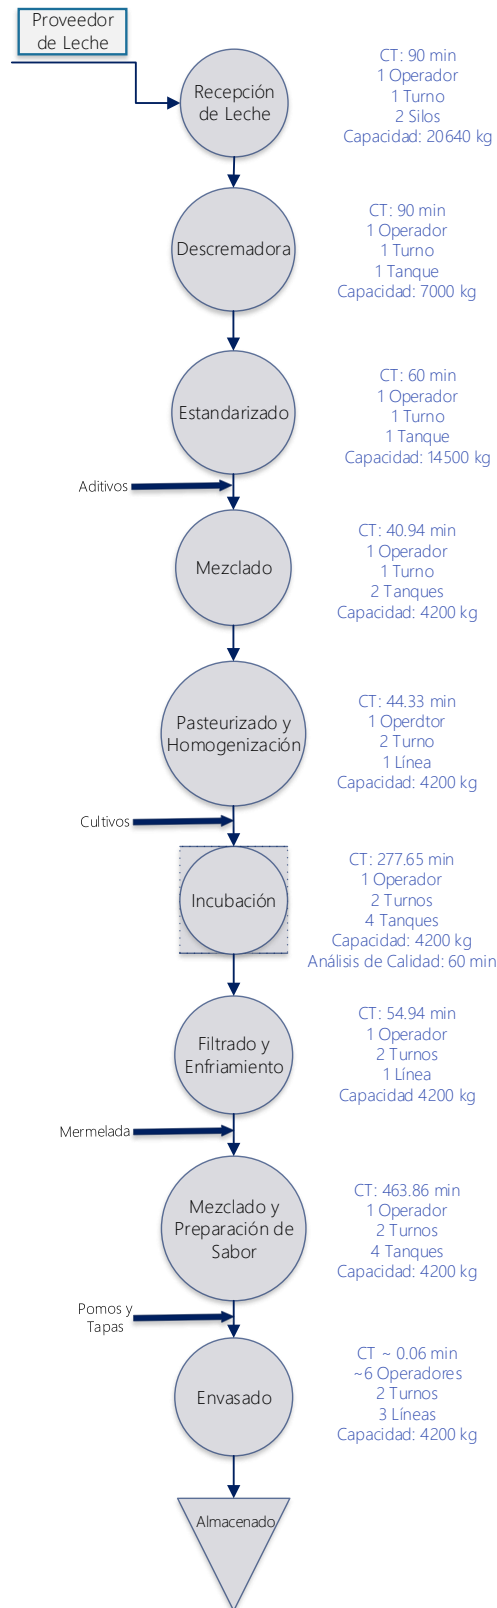 Proveedor
de Leche
Recepción
de Leche
CT: 90 min
1 Operador
1 Turno
2 Silos
Capacidad: 20640 kg
Descremadora
CT: 90 min
1 Operador
1 Turno
1 Tanque
Capacidad: 7000 kg
Estandarizado
CT: 60 min
1 Operador
1 Turno
1 Tanque
Capacidad: 14500 kg
Aditivos
Mezclado
CT: 40.94 min
1 Operador
1 Turno
2 Tanques
Capacidad: 4200 kg
Pasteurizado y
Homogenización
CT: 44.33 min
1 Operdtor
2 Turno
1 Línea
Capacidad: 4200 kg
Cultivos
Incubación
CT: 277.65 min
1 Operador
2 Turnos
4 Tanques
Capacidad: 4200 kg
Análisis de Calidad: 60 min
Filtrado y
Enfriamiento
CT: 54.94 min
1 Operador
2 Turnos
1 Línea
Capacidad 4200 kg
Mermelada
Mezclado y
Preparación de
Sabor
CT: 463.86 min
1 Operador
2 Turnos
4 Tanques
Capacidad: 4200 kg
Pomos y
Tapas
Envasado
CT ~ 0.06 min
~6 Operadores
2 Turnos
3 Líneas
Capacidad: 4200 kg
Almacenado